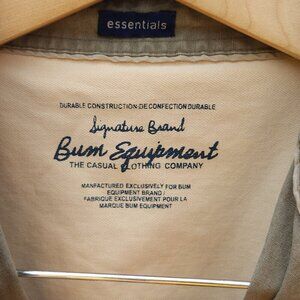 essentials
DURABLE CONSTRUCTION·DE CONFECTION DURABLE
Signature Brand
Bum Equipment
THE CASUAL CLOTHING COMPANY
MANFACTURED EXCLUSIVELY FOR BUM
EQUIPMENT BRAND /
FABRIQUE EXCLUSIVEMENT POUR LA
MARQUE BUM EQUIPMENT